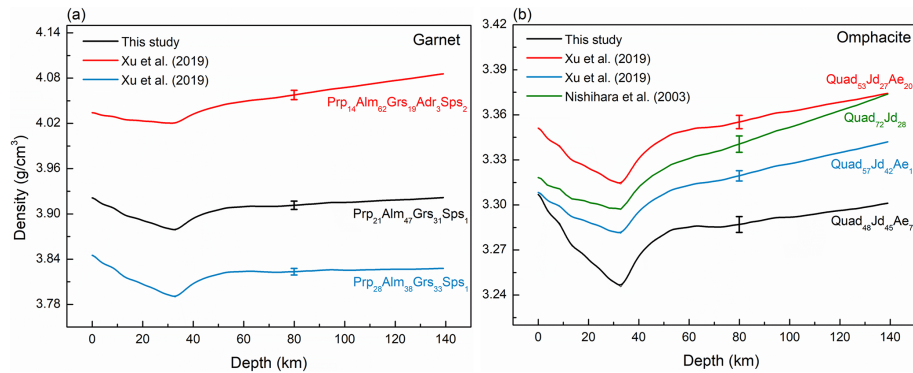 (a)
This study
Xu et al. (2019)
Xu et al. (2019)
Garnet
Prp14Alm62Grs19Adr3Sps2
Prp21Alm47Grs31Sps1
Prp28Alm38Grs33Sps1
Density (g/cm³)
4.14
4.08
4.02
3.96
3.90
3.84
3.78
0 20 40 60 80 100 120 140
Depth (km)
(b)
This study
Xu et al. (2019)
Xu et al. (2019)
Nishihara et al. (2003)
Omphacite
Quad53Jd27Ae20
Quad72Jd28
Quad57Jd42Ae1
Quad48Jd45Ae7
3.42
3.39
3.36
3.33
3.30
3.27
3.24
0 20 40 60 80 100 120 140
Depth (km)